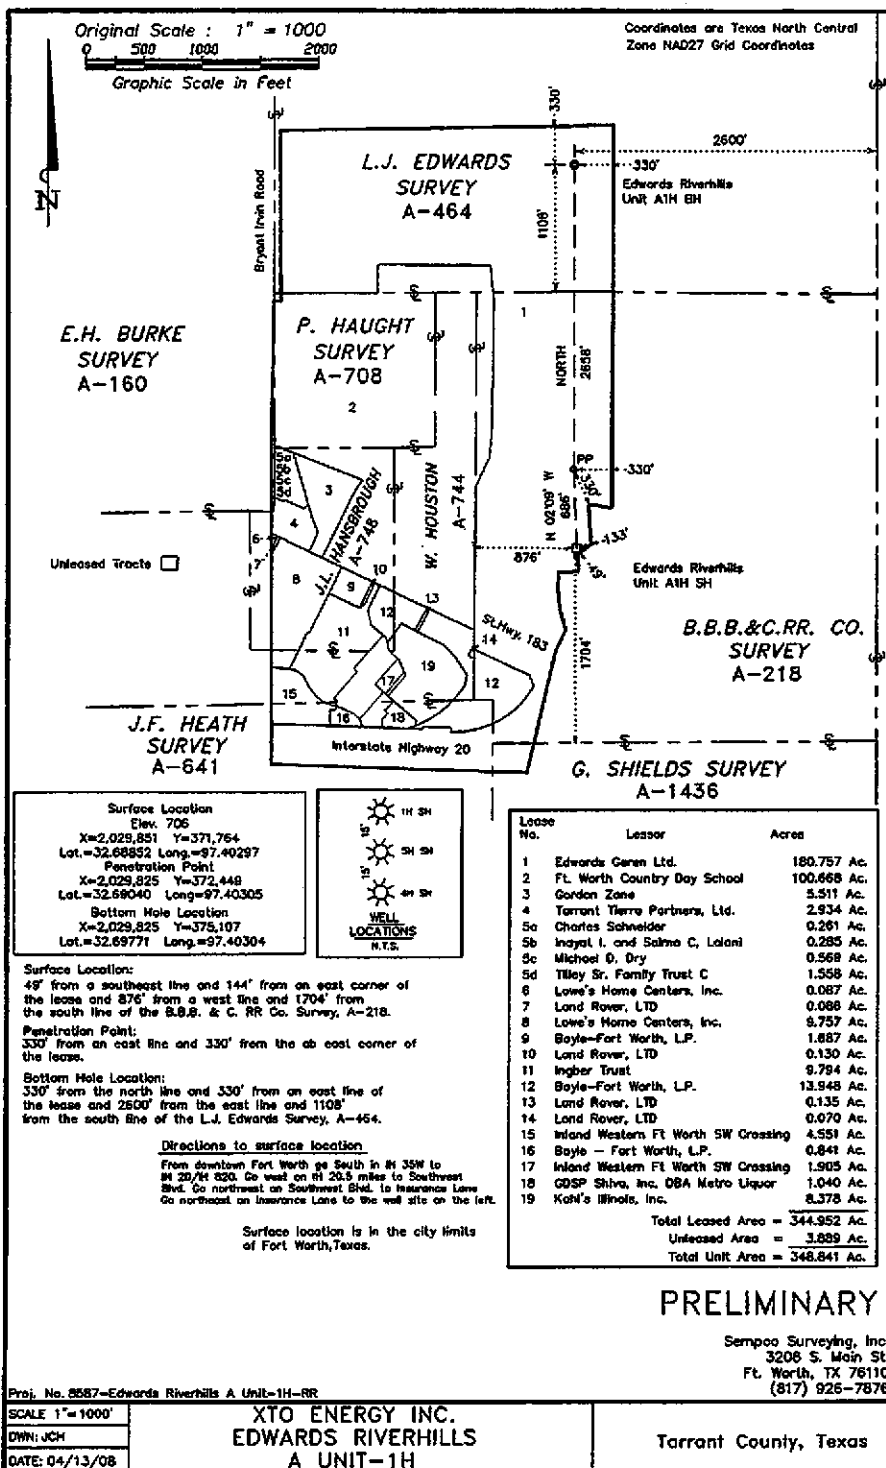 Original Scale : 1" = 1000
0 500 1000 2000
Graphic Scale in Feet
Coordinates are Texas North Central
Zone NAD27 Grid Coordinates
N
Bryant Irvin Road
L.J. EDWARDS
SURVEY
A-464
330'
2600'
330'
Edwards Riverhills
Unit A1H BH
1108'
1
E.H. BURKE
SURVEY
A-160
P. HAUGHT
SURVEY
A-708
2
NORTH
2658'
PP
330'
330'
N 02'09" W
686'
5a
5b
5c
5d
3
4
J.L. HANSBROUGH
A-748
W. HOUSTON
A-744
6
7
Unleased Tracts
8
9
10
876'
133'
49'
Edwards Riverhills
Unit A1H SH
13
12
St.Hwy. 183
14
11
19
12
1704'
B.B.B.&C.RR. CO.
SURVEY
A-218
15
17
16
18
J.F. HEATH
SURVEY
A-641
Interstate Highway 20
G. SHIELDS SURVEY
A-1436
Surface Location
Elev. 706
X=2,029,851 Y=371,764
Lat.=32.68852 Long.=97.40297
Penetration Point
X=2,029,825 Y=372,449
Lat.=32.69040 Long=97.40305
Bottom Hole Location
X=2,029,825 Y=375,107
Lat.=32.69771 Long.=97.40304
1H SH
15'
5H SH
15'
4H SH
WELL
LOCATIONS
N.T.S.
Surface Location:
49' from a southeast line and 144' from an east corner of
the lease and 876' from a west line and 1704' from
the south line of the B.B.B. & C. RR Co. Survey, A-218.
Penetration Point:
330' from an east line and 330' from the ab east corner of
the lease.
Bottom Hole Location:
330' from the north line and 330' from an east line of
the lease and 2600' from the east line and 1108'
from the south line of the L.J. Edwards Survey, A-454.
Directions to surface location
From downtown Fort Worth go South in IH 35W to
IH 20/IH 820. Go west on IH 20.5 miles to Southwest
Blvd. Go northwest on Southwest Blvd. to Insurance Lane
Go northeast on Insurance Lane to the well site on the left.
Surface location is in the city limits
of Fort Worth,Texas.
Lease
No. Lessor Acres
1 Edwards Geren Ltd. 180.757 Ac.
2 Ft. Worth Country Day School 100.668 Ac.
3 Gordon Zone 5.511 Ac.
4 Tarrant Tierra Partners, Ltd. 2.934 Ac.
5a Charles Schneider 0.261 Ac.
5b Inayat I. and Salma C, Lalani 0.285 Ac.
5c Michael D. Dry 0.569 Ac.
5d Tilley Sr. Family Trust C 1.558 Ac.
6 Lowe's Home Centers, Inc. 0.087 Ac.
7 Land Rover, LTD 0.086 Ac.
8 Lowe's Home Centers, Inc. 9.757 Ac.
9 Boyle-Fort Worth, L.P. 1.687 Ac.
10 Land Rover, LTD 0.130 Ac.
11 Ingber Trust 9.794 Ac.
12 Boyle-Fort Worth, L.P. 13.948 Ac.
13 Land Rover, LTD 0.135 Ac.
14 Land Rover, LTD 0.070 Ac.
15 Inland Western Ft Worth SW Crossing 4.551 Ac.
16 Boyle - Fort Worth, L.P. 0.841 Ac.
17 Inland Western Ft Worth SW Crossing 1.905 Ac.
18 GDSP Shiva, Inc. DBA Metro Liquor 1.040 Ac.
19 Kohl's Illinois, Inc. 8.378 Ac.
Total Leased Area = 344.952 Ac.
Unleased Area = 3.889 Ac.
Total Unit Area = 348.841 Ac.
PRELIMINARY
Sempco Surveying, Inc
3208 S. Main St
Ft. Worth, TX 76110
(817) 926-7876
Proj. No. 8587-Edwards Riverhills A Unit-1H-RR
SCALE 1"=1000'
DWN: JCH
DATE: 04/13/08
XTO ENERGY INC.
EDWARDS RIVERHILLS
A UNIT-1H
Tarrant County, Texas